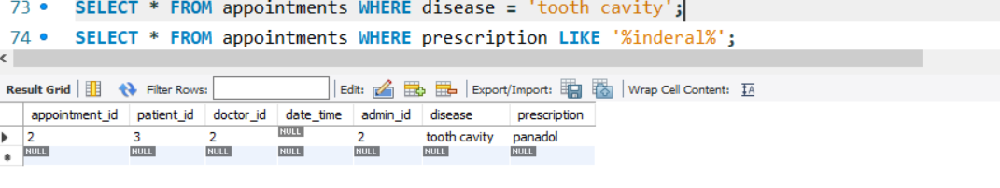 73 SELECT * FROM appointments WHERE disease = 'tooth cavity';
74 SELECT * FROM appointments WHERE prescription LIKE '%inderal%';
Result Grid Filter Rows: Edit: Export/Import: Wrap Cell Content: IA
appointment_id patient_id doctor_id date_time admin_id disease prescription
2 3 2 NULL 2 tooth cavity panadol
NULL NULL NULL NULL NULL NULL NULL